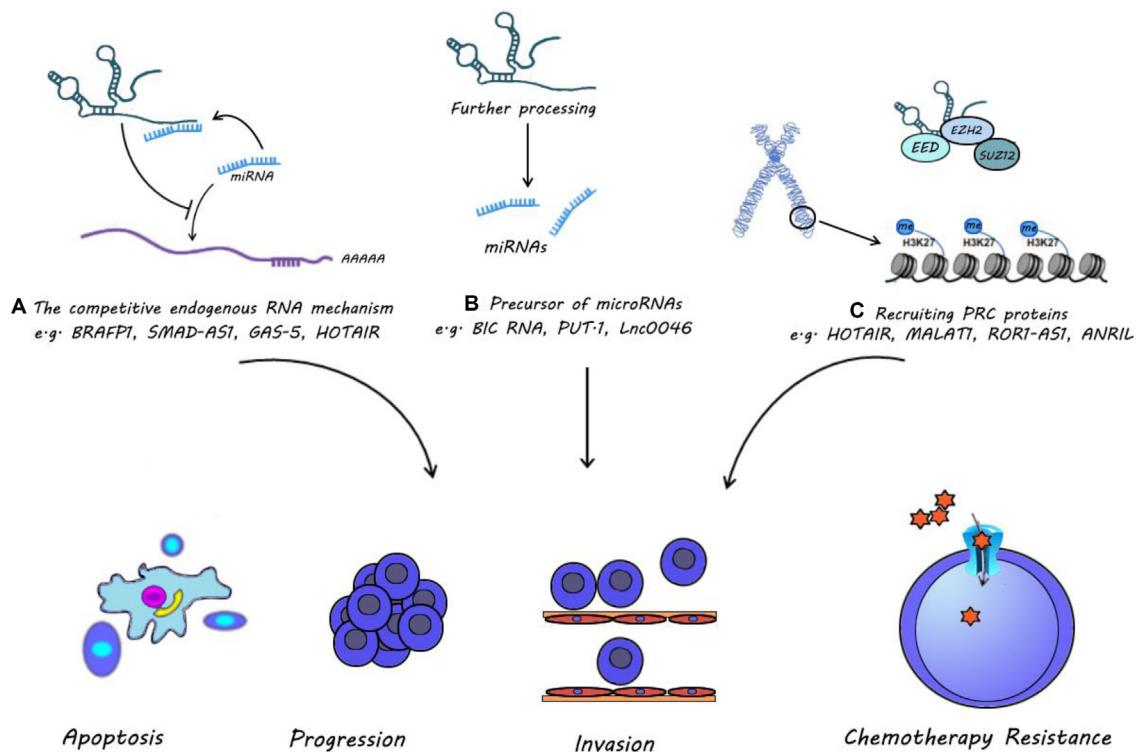 miRNA
AAAAA
A The competitive endogenous RNA mechanism
e.g. BRAFP1, SMAD-AS1, GAS-5, HOTAIR
Further processing
miRNAs
B Precursor of microRNAs
e.g. BIC RNA, PUT-1, Lnc0046
EED
EZH2
SUZ12
me me me
H3K27 H3K27 H3K27
C Recruiting PRC proteins
e.g. HOTAIR, MALAT1, ROR1-AS1, ANRIL
Apoptosis
Progression
Invasion
Chemotherapy Resistance